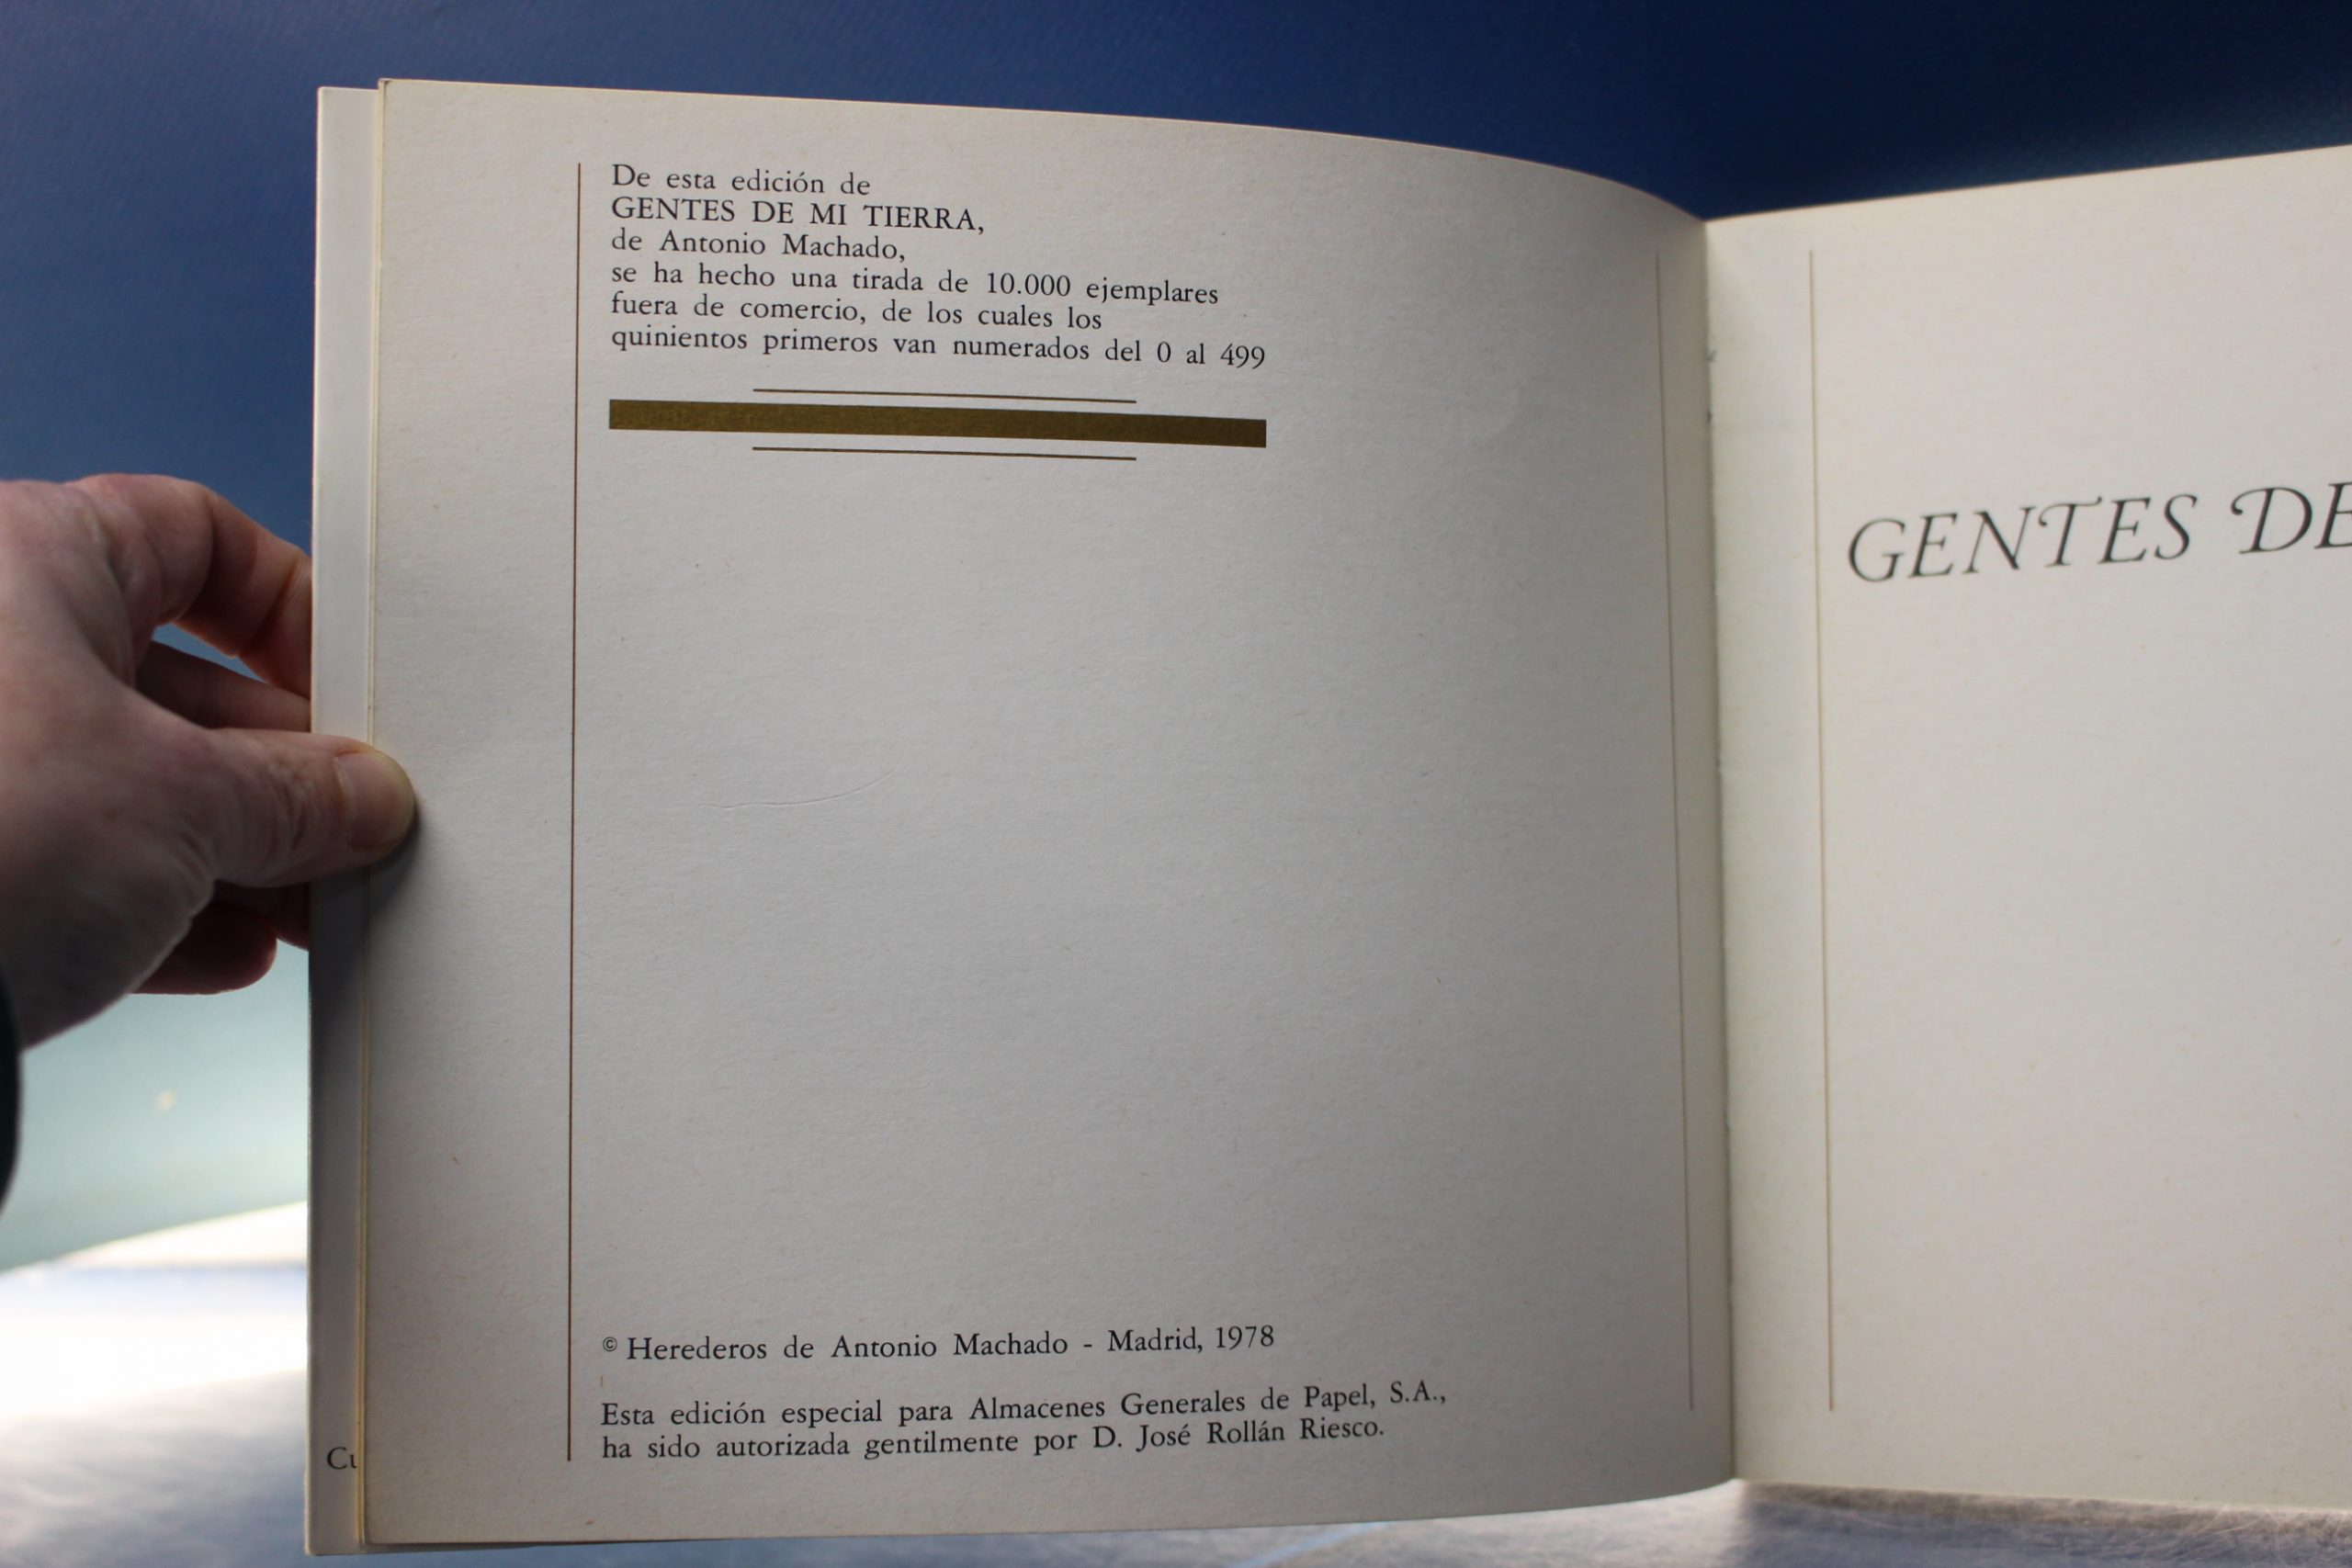 De esta edición de
GENTES DE MI TIERRA,
de Antonio Machado,
se ha hecho una tirada de 10.000 ejemplares
fuera de comercio, de los cuales los
quinientos primeros van numerados del 0 al 499
© Herederos de Antonio Machado - Madrid, 1978
Esta edición especial para Almacenes Generales de Papel, S.A.,
ha sido autorizada gentilmente por D. José Rollán Riesco.
GENTES DE